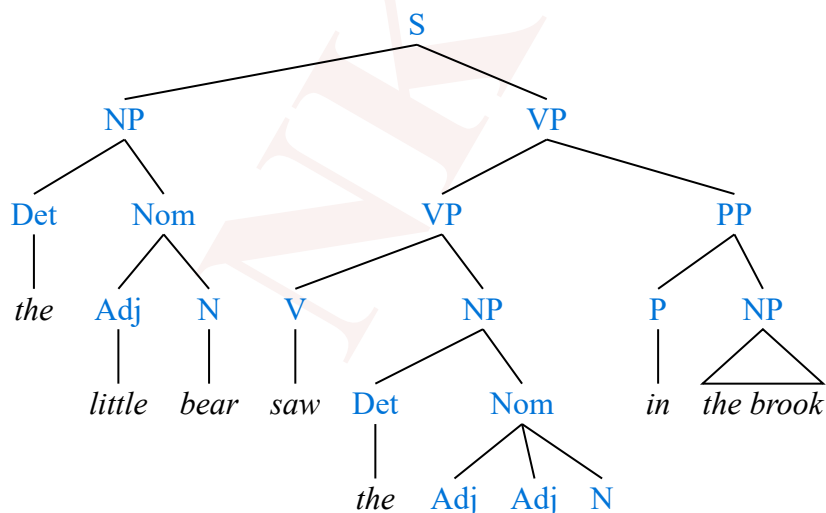 S
NP VP
Det Nom VP PP
the Adj N V NP P NP
little bear saw Det Nom in the brook
the Adj Adj N